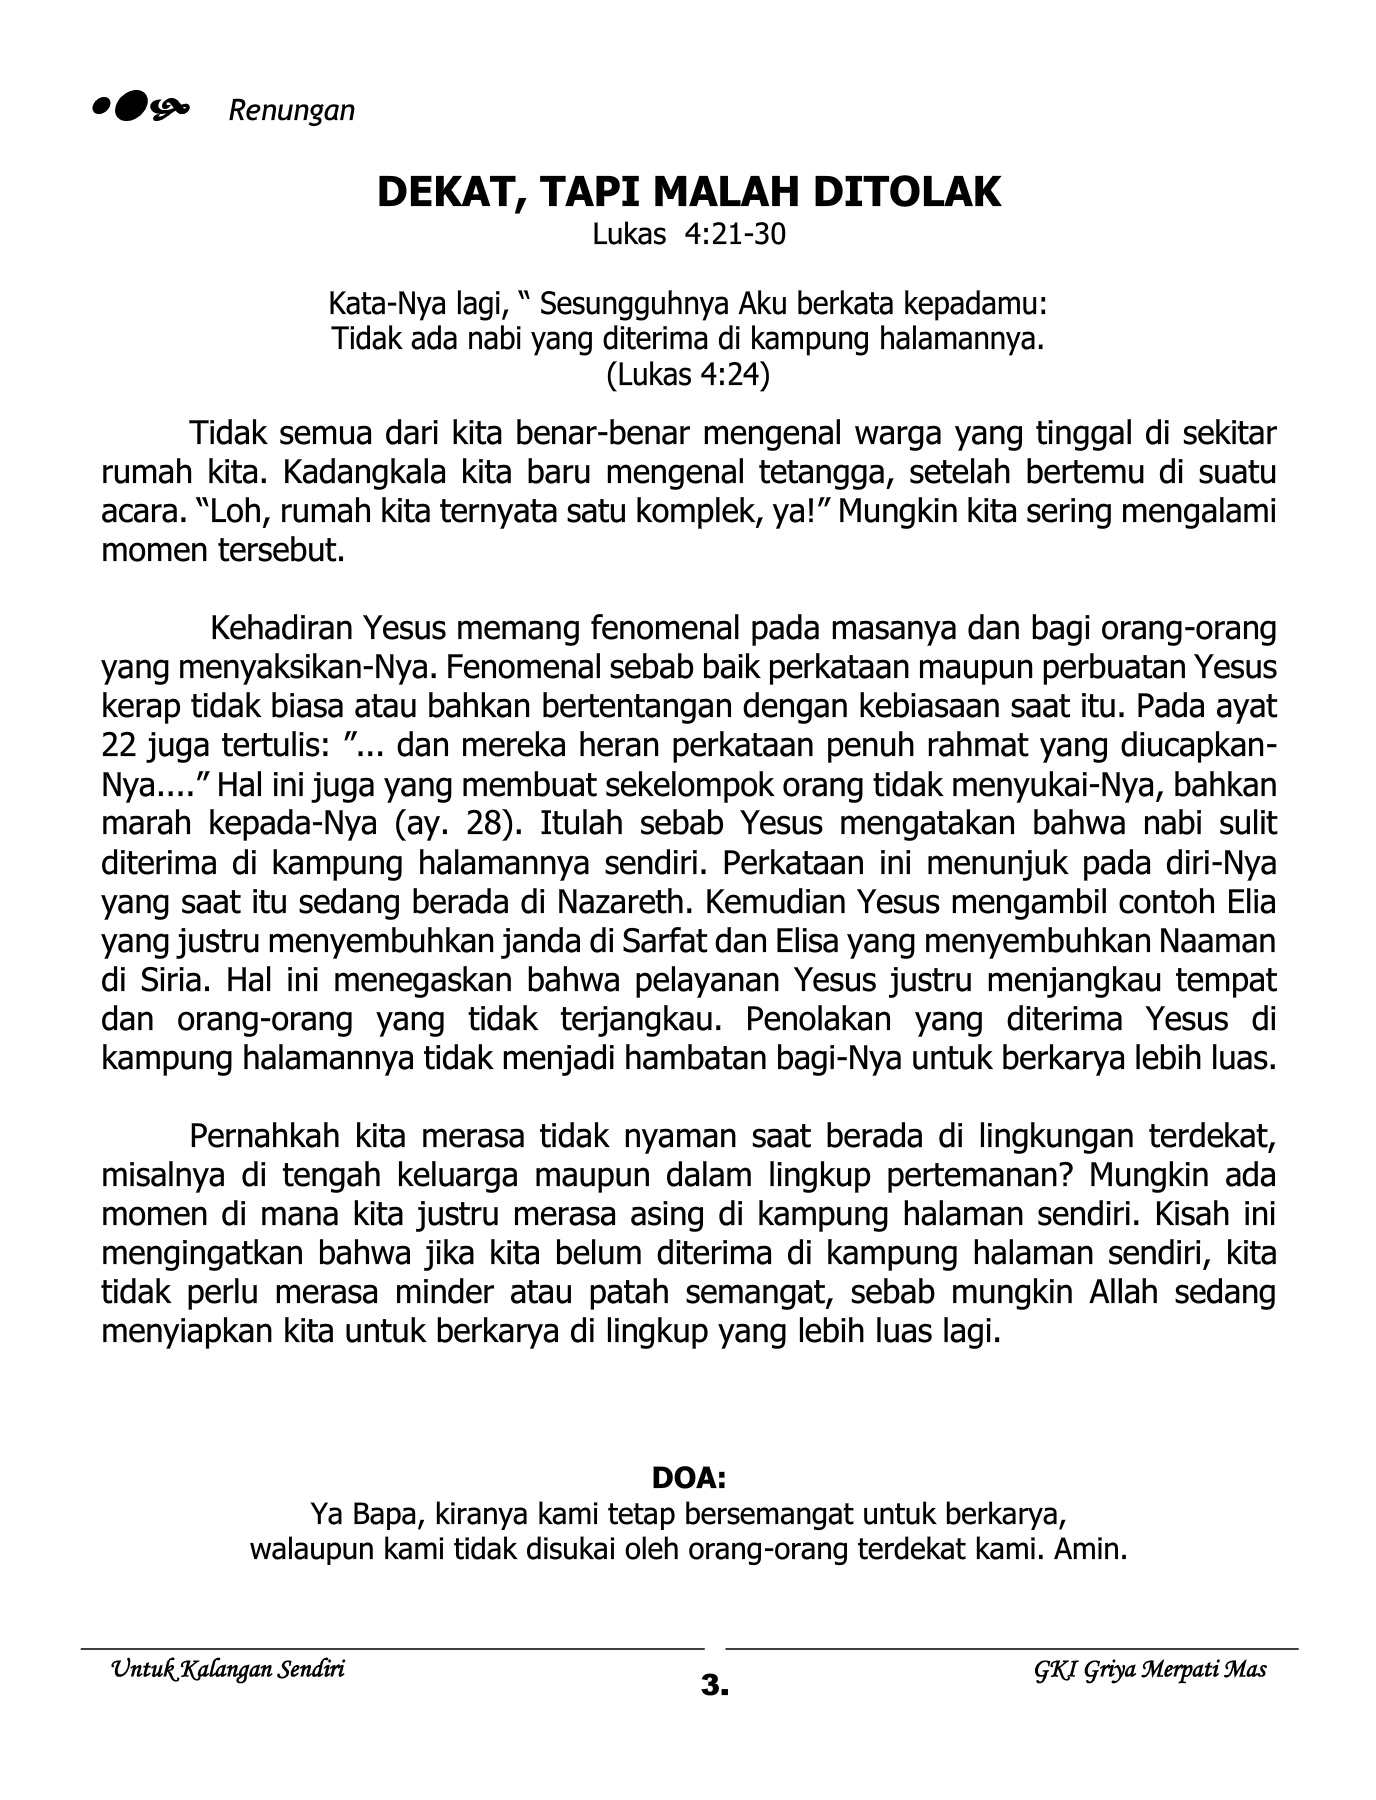 Renungan
DEKAT, TAPI MALAH DITOLAK
Lukas  4:21-30
Kata-Nya lagi, “ Sesungguhnya Aku berkata kepadamu:
Tidak ada nabi yang diterima di kampung halamannya.
(Lukas 4:24)
Tidak semua dari kita benar-benar mengenal warga yang tinggal di sekitar
rumah kita. Kadangkala kita baru mengenal tetangga, setelah bertemu di suatu
acara. “Loh, rumah kita ternyata satu komplek, ya!” Mungkin kita sering mengalami
momen tersebut.
Kehadiran Yesus memang fenomenal pada masanya dan bagi orang-orang
yang menyaksikan-Nya. Fenomenal sebab baik perkataan maupun perbuatan Yesus
kerap tidak biasa atau bahkan bertentangan dengan kebiasaan saat itu. Pada ayat
22 juga tertulis: ”... dan mereka heran perkataan penuh rahmat yang diucapkan-
Nya....” Hal ini juga yang membuat sekelompok orang tidak menyukai-Nya, bahkan
marah kepada-Nya (ay. 28). Itulah sebab Yesus mengatakan bahwa nabi sulit
diterima di kampung halamannya sendiri. Perkataan ini menunjuk pada diri-Nya
yang saat itu sedang berada di Nazareth. Kemudian Yesus mengambil contoh Elia
yang justru menyembuhkan janda di Sarfat dan Elisa yang menyembuhkan Naaman
di Siria. Hal ini menegaskan bahwa pelayanan Yesus justru menjangkau tempat
dan orang-orang yang tidak terjangkau. Penolakan yang diterima Yesus di
kampung halamannya tidak menjadi hambatan bagi-Nya untuk berkarya lebih luas.
Pernahkah kita merasa tidak nyaman saat berada di lingkungan terdekat,
misalnya di tengah keluarga maupun dalam lingkup pertemanan? Mungkin ada
momen di mana kita justru merasa asing di kampung halaman sendiri. Kisah ini
mengingatkan bahwa jika kita belum diterima di kampung halaman sendiri, kita
tidak perlu merasa minder atau patah semangat, sebab mungkin Allah sedang
menyiapkan kita untuk berkarya di lingkup yang lebih luas lagi.
DOA:
Ya Bapa, kiranya kami tetap bersemangat untuk berkarya,
walaupun kami tidak disukai oleh orang-orang terdekat kami. Amin.
Untuk Kalangan Sendiri
3.
GKI Griya Merpati Mas